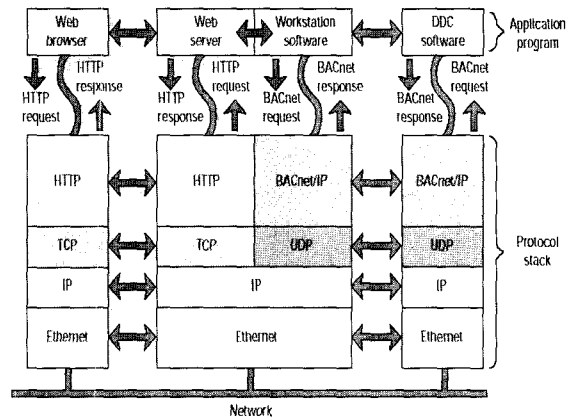 Web
browser
Web
server
Workstation
software
DDC
software
Application
program
HTTP
request
HTTP
response
HTTP
response
HTTP
request
BACnet
request
BACnet
response
BACnet
response
BACnet
request
HTTP
HTTP
BACnet/IP
BACnet/IP
TCP
TCP
UDP
UDP
Protocol
stack
IP
IP
IP
Ethernet
Ethernet
Ethernet
Network